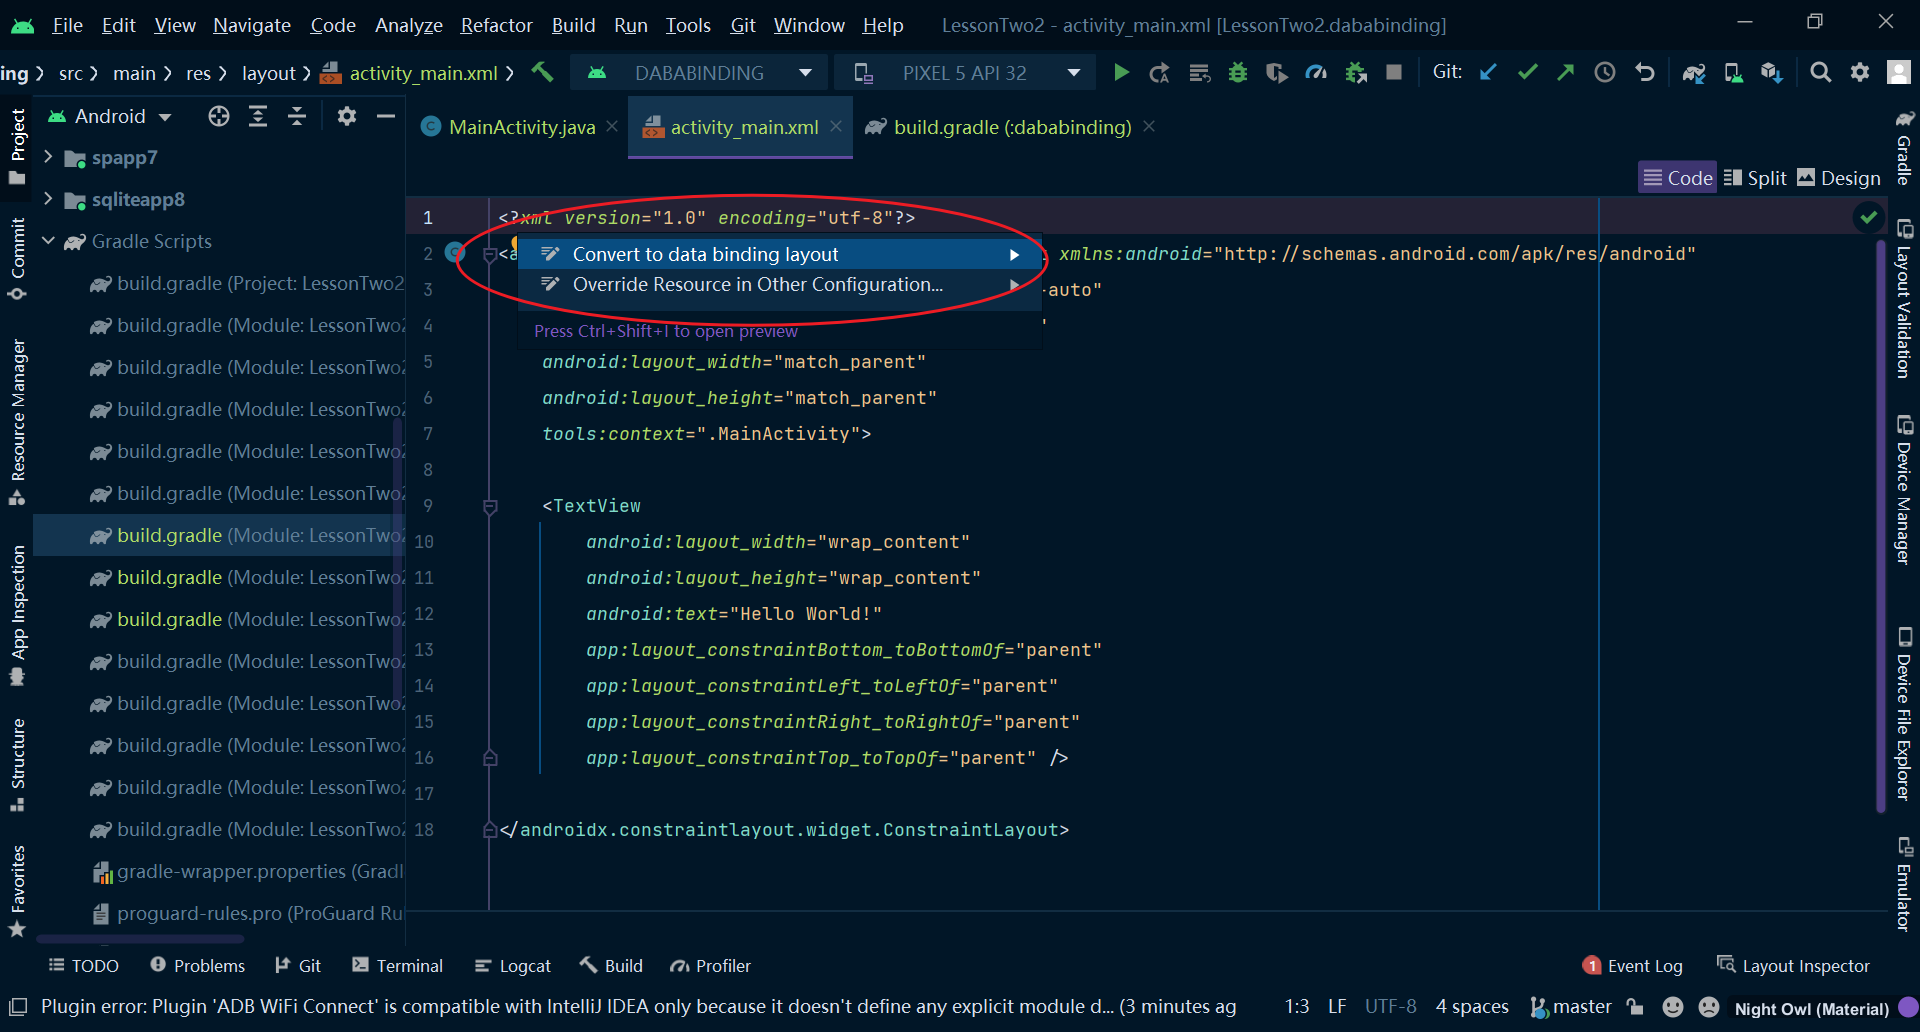 File Edit View Navigate Code Analyze Refactor Build Run Tools Git Window Help LessonTwo2 - activity_main.xml [LessonTwo2.dababinding]
ing src main res layout activity_main.xml DABABINDING PIXEL 5 API 32 Git:
Android
MainActivity.java activity_main.xml build.gradle (:dababinding)
Code Split Design
Project
Commit
Resource Manager
App Inspection
Structure
Favorites
spapp7
sqliteapp8
Gradle Scripts
build.gradle (Project: LessonTwo2
build.gradle (Module: LessonTwo2
build.gradle (Module: LessonTwo2
build.gradle (Module: LessonTwo2
build.gradle (Module: LessonTwo2
build.gradle (Module: LessonTwo2
build.gradle (Module: LessonTwo2
build.gradle (Module: LessonTwo2
build.gradle (Module: LessonTwo2
build.gradle (Module: LessonTwo2
build.gradle (Module: LessonTwo2
build.gradle (Module: LessonTwo2
build.gradle (Module: LessonTwo2
build.gradle (Module: LessonTwo2
gradle-wrapper.properties (Gradl
proguard-rules.pro (ProGuard Ru
1 <?xml version="1.0" encoding="utf-8"?>
2 <a xmlns:android="http://schemas.android.com/apk/res/android"
Convert to data binding layout
3 -auto"
Override Resource in Other Configuration...
4 "
Press Ctrl+Shift+I to open preview
5 android:layout_width="match_parent"
6 android:layout_height="match_parent"
7 tools:context=".MainActivity">
8
9 <TextView
10 android:layout_width="wrap_content"
11 android:layout_height="wrap_content"
12 android:text="Hello World!"
13 app:layout_constraintBottom_toBottomOf="parent"
14 app:layout_constraintLeft_toLeftOf="parent"
15 app:layout_constraintRight_toRightOf="parent"
16 app:layout_constraintTop_toTopOf="parent" />
17
18 </androidx.constraintlayout.widget.ConstraintLayout>
Gradle
Layout Validation
Device Manager
Device File Explorer
Emulator
TODO Problems Git Terminal Logcat Build Profiler 1 Event Log Layout Inspector
Plugin error: Plugin 'ADB WiFi Connect' is compatible with IntelliJ IDEA only because it doesn't define any explicit module d... (3 minutes ag 1:3 LF UTF-8 4 spaces master Night Owl (Material)